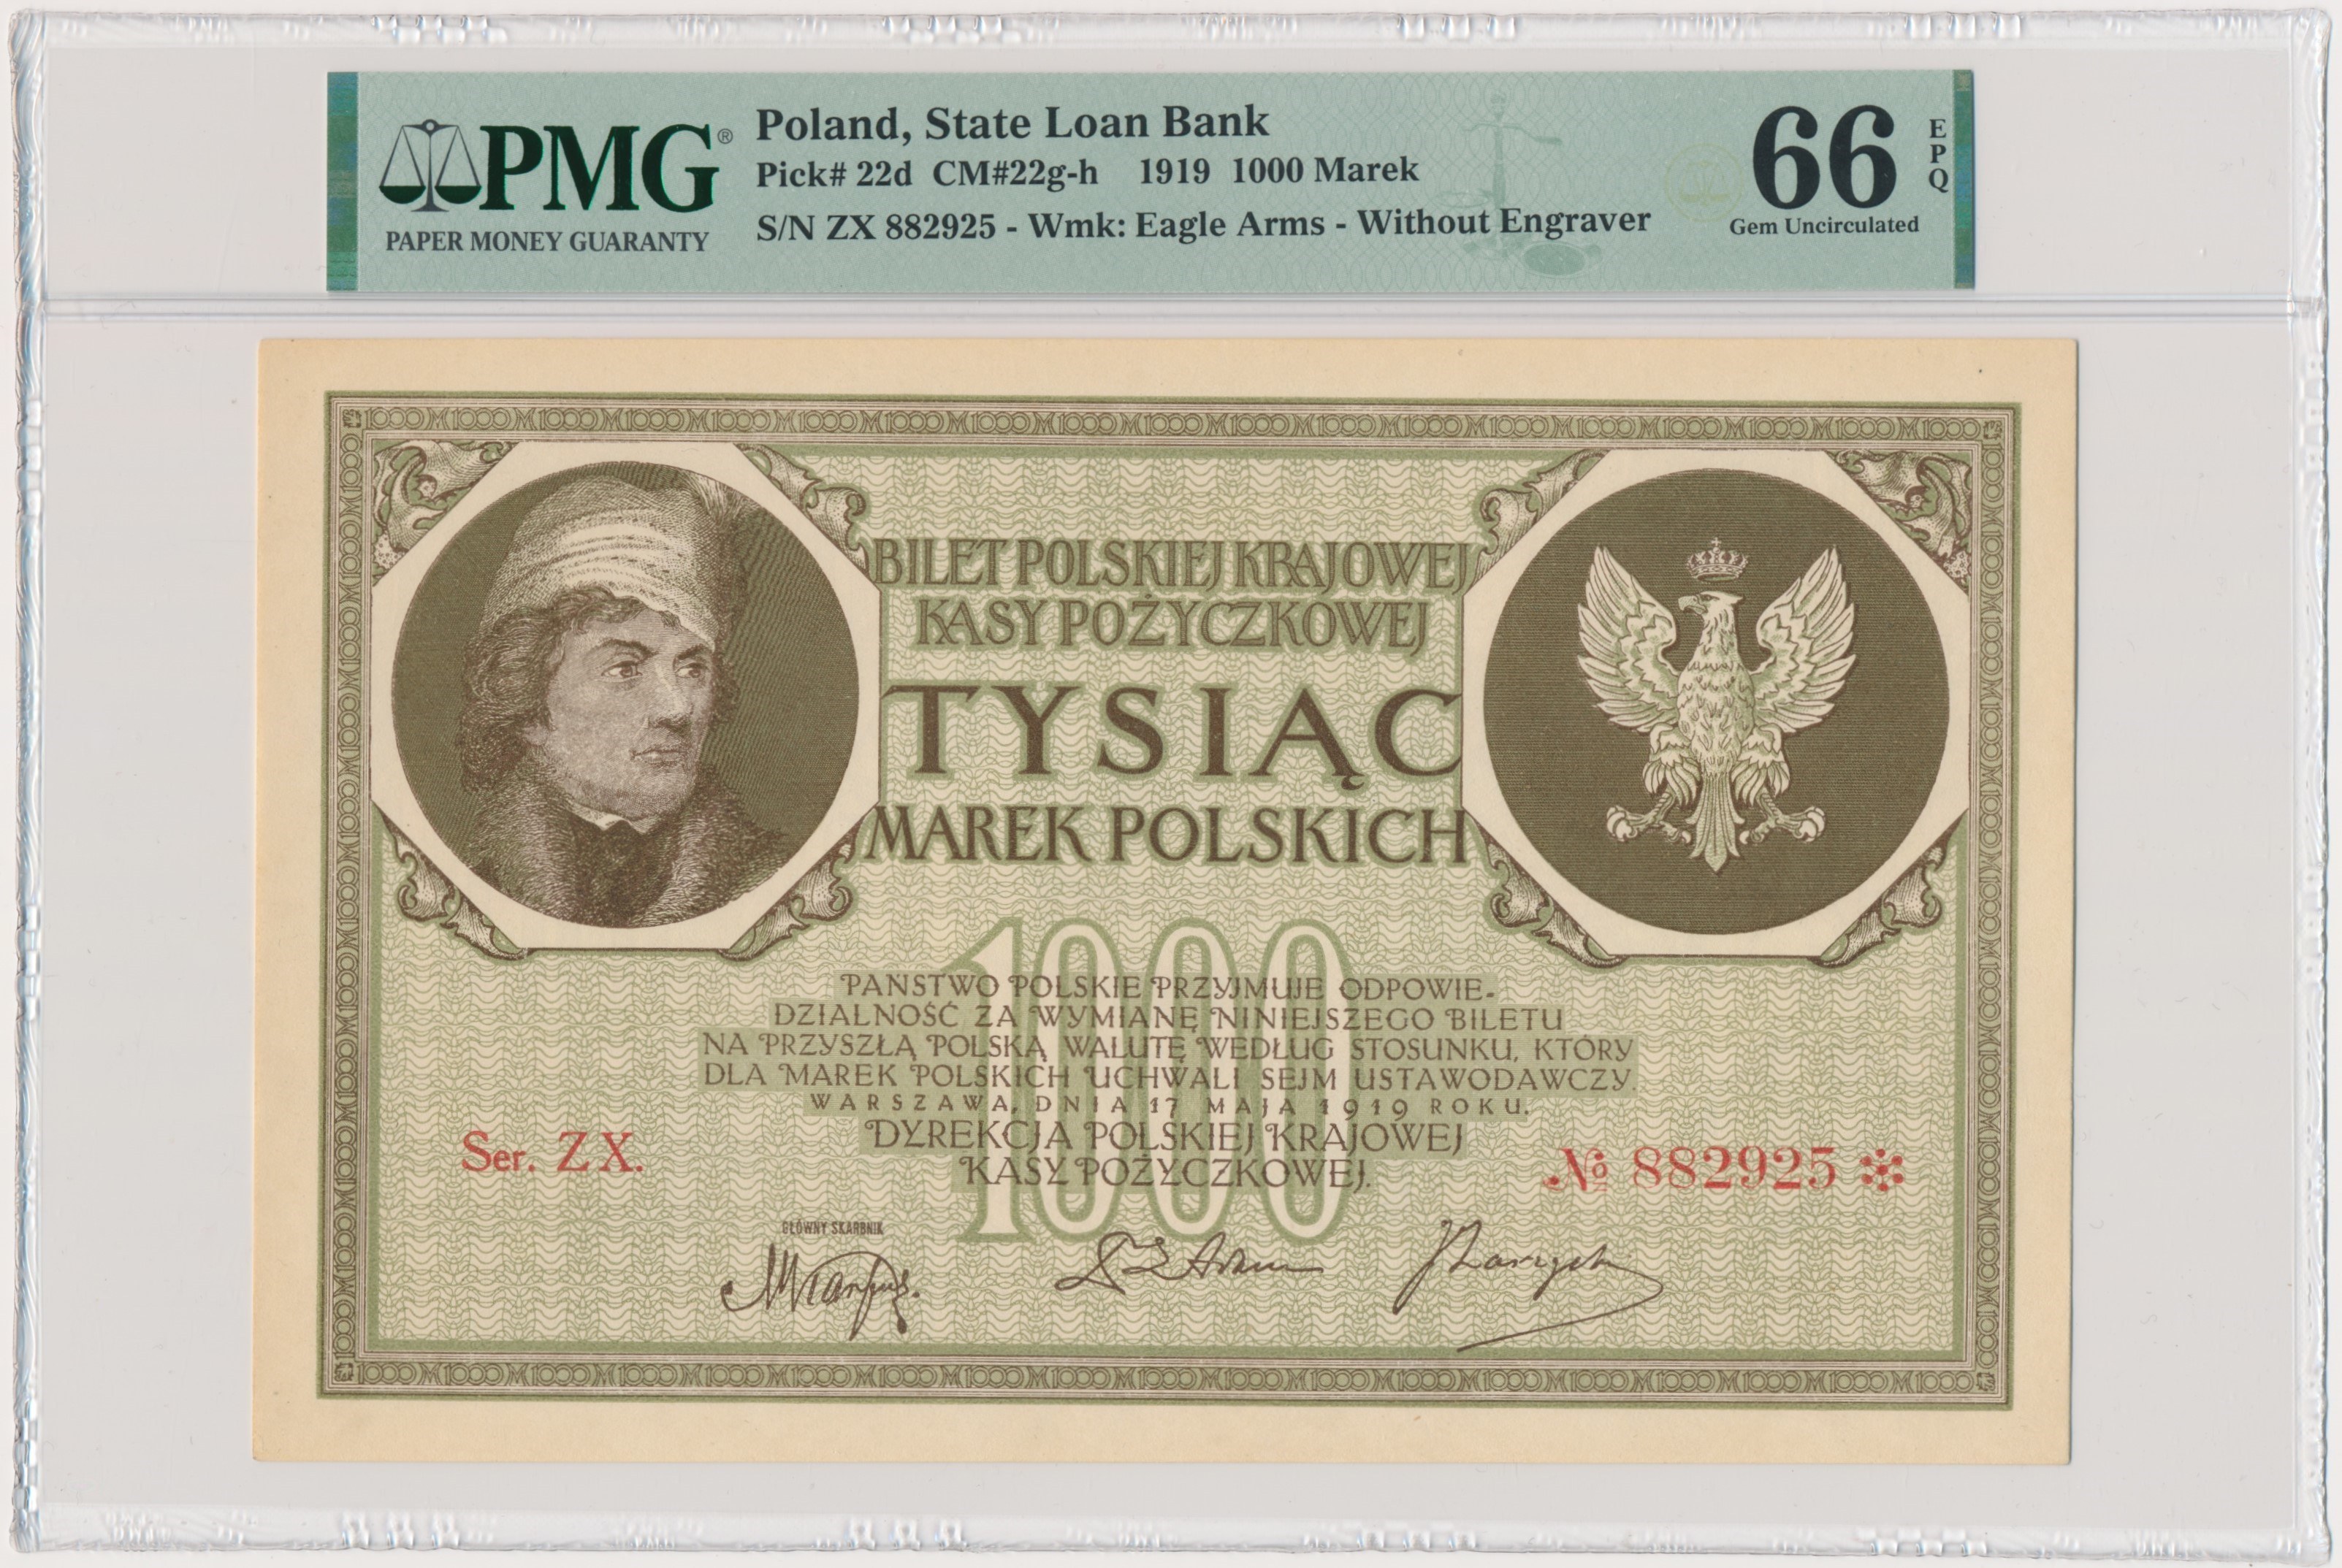 PMG®
PAPER MONEY GUARANTY
Poland, State Loan Bank
Pick# 22d CM#22g-h 1919 1000 Marek
S/N ZX 882925 - Wmk: Eagle Arms - Without Engraver
66
EPQ
Gem Uncirculated
BILET POLSKIEJ KRAJOWEJ
KASY POŻYCZKOWEJ
TYSIĄC
MAREK POLSKICH
1000
PAŃSTWO POLSKIE PRZYJMUJE ODPOWIE-
DZIALNOŚĆ ZA WYMIANĘ NINIEJSZEGO BILETU
NA PRZYSZŁĄ POLSKĄ WALUTĘ WEDŁUG STOSUNKU, KTÓRY
DLA MAREK POLSKICH UCHWALI SEJM USTAWODAWCZY.
WARSZAWA, DNIA 17 MAJA 1919 ROKU.
DYREKCJA POLSKIEJ KRAJOWEJ
KASY POŻYCZKOWEJ.
Ser. ZX.
№ 882925 *
GŁÓWNY SKARBNIK